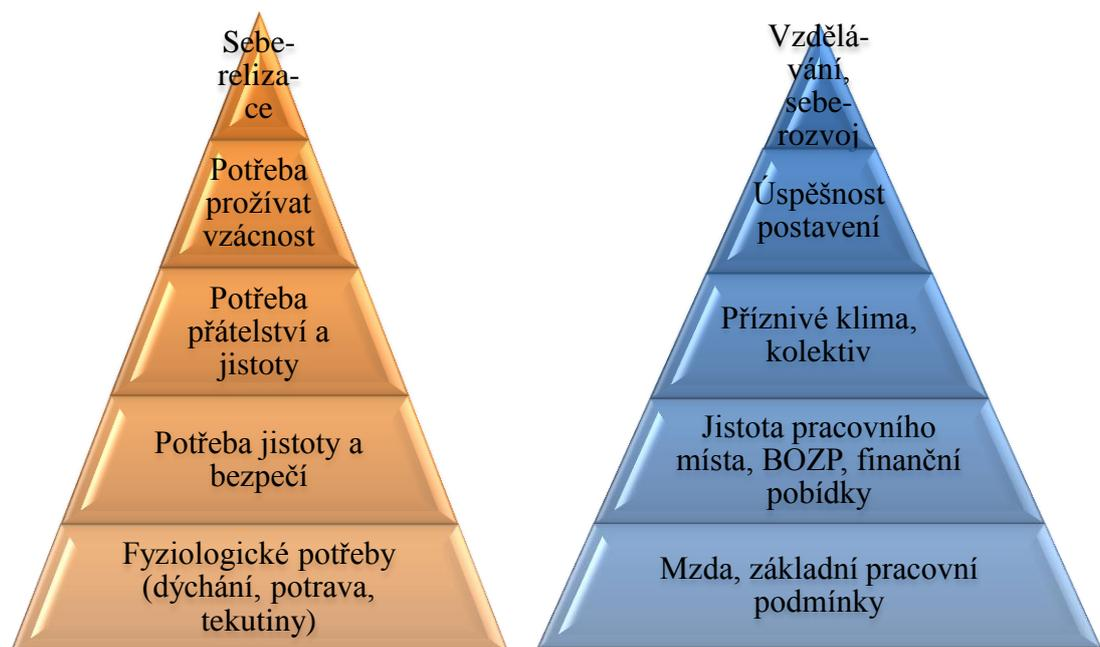 Sebe-
reliza-
ce
Potřeba
prožívat
vzácnost
Potřeba
přátelství a
jistoty
Potřeba jistoty a
bezpečí
Fyziologické potřeby
(dýchání, potrava,
tekutiny)
Vzdělá-
vání,
sebe-
rozvoj
Úspěšnost
postavení
Příznivé klima,
kolektiv
Jistota pracovního
místa, BOZP, finanční
pobídky
Mzda, základní pracovní
podmínky